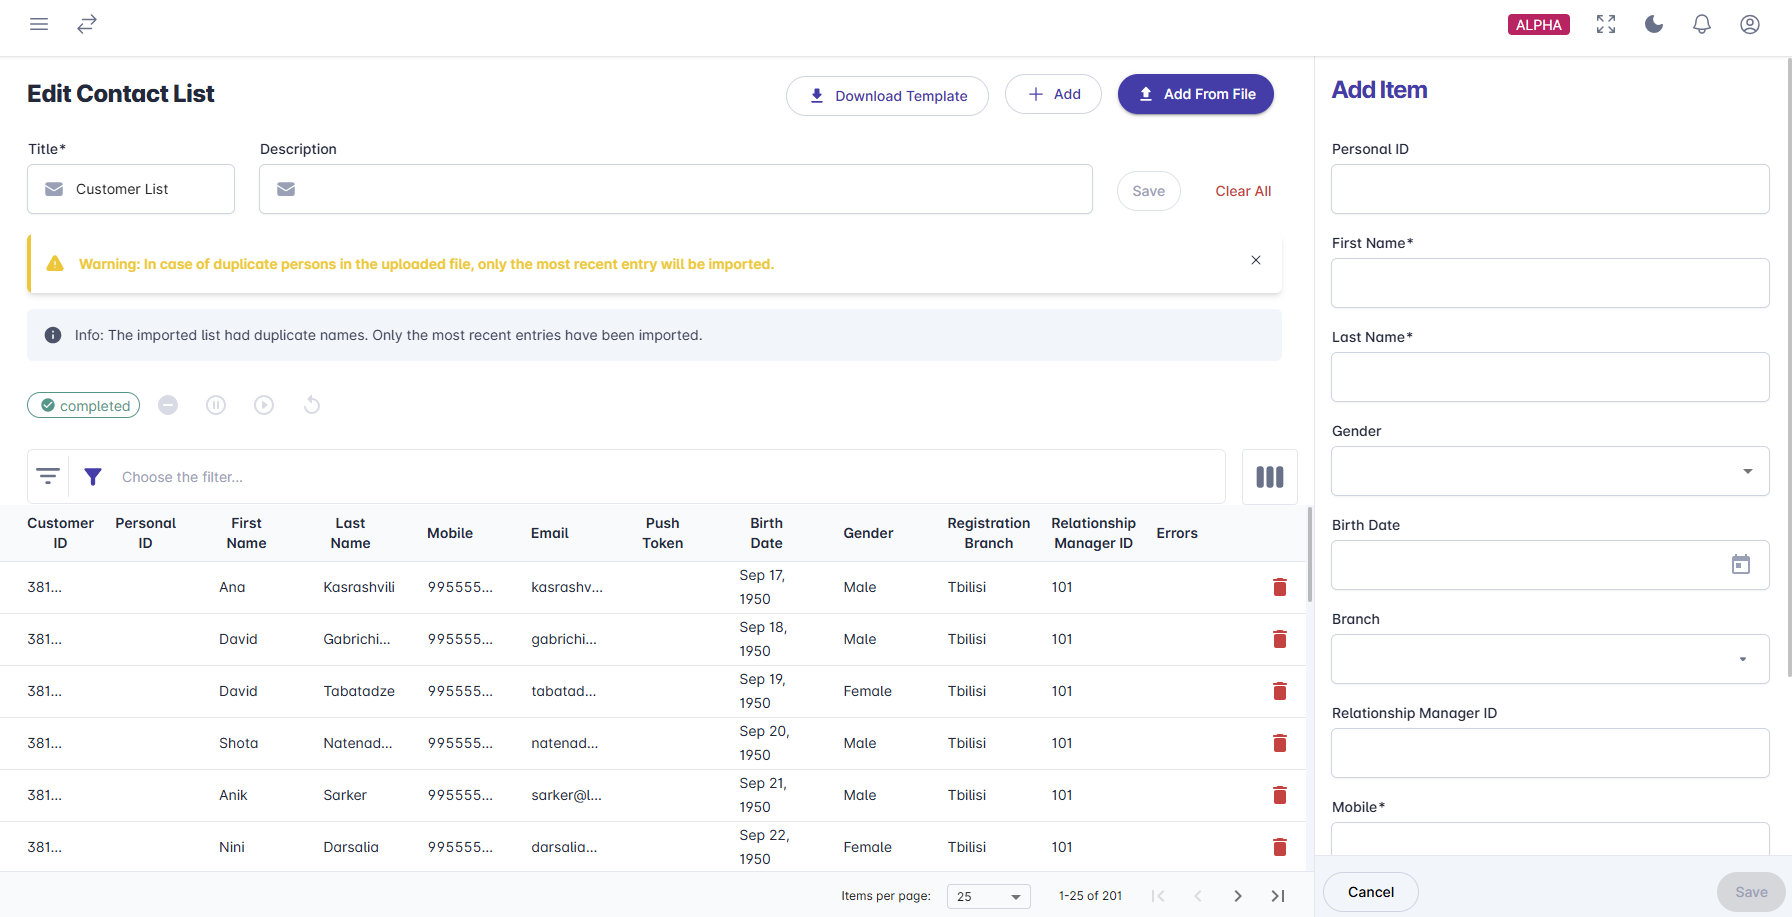 ALPHA
Edit Contact List
Download Template
Add
Add From File
Title*
Description
Customer List
Save
Clear All
Warning: In case of duplicate persons in the uploaded file, only the most recent entry will be imported.
Info: The imported list had duplicate names. Only the most recent entries have been imported.
completed
Choose the filter...
Customer ID Personal ID First Name Last Name Mobile Email Push Token Birth Date Gender Registration Branch Relationship Manager ID Errors
381... Ana Kasrashvili 995555... kasrashv... Sep 17, 1950 Male Tbilisi 101
381... David Gabrichi... 995555... gabrichi... Sep 18, 1950 Male Tbilisi 101
381... David Tabatadze 995555... tabatad... Sep 19, 1950 Female Tbilisi 101
381... Shota Natenad... 995555... natenad... Sep 20, 1950 Male Tbilisi 101
381... Anik Sarker 995555... sarker@l... Sep 21, 1950 Male Tbilisi 101
381... Nini Darsalia 995555... darsalia... Sep 22, 1950 Female Tbilisi 101
Items per page: 25 1-25 of 201
Add Item
Personal ID
First Name*
Last Name*
Gender
Birth Date
Branch
Relationship Manager ID
Mobile*
Cancel
Save